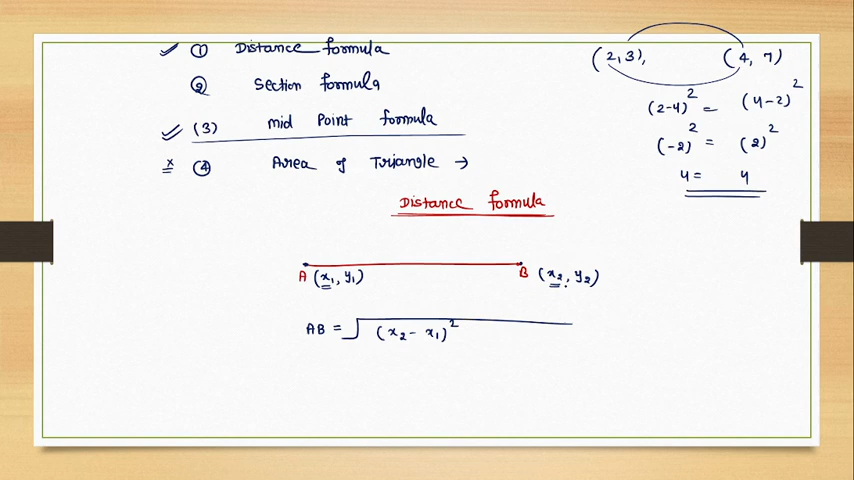 ✓ (1) Distance formula
(2) Section formula
✓ (3) mid Point formula
x (4) Area of Triangle →
(2,3), (4, 7)
(2-4)² = (4-2)²
(-2)² = (2)²
4 = 4
Distance formula
A (x₁, y₁) B (x₂, y₂)
AB = √(x₂ - x₁)²